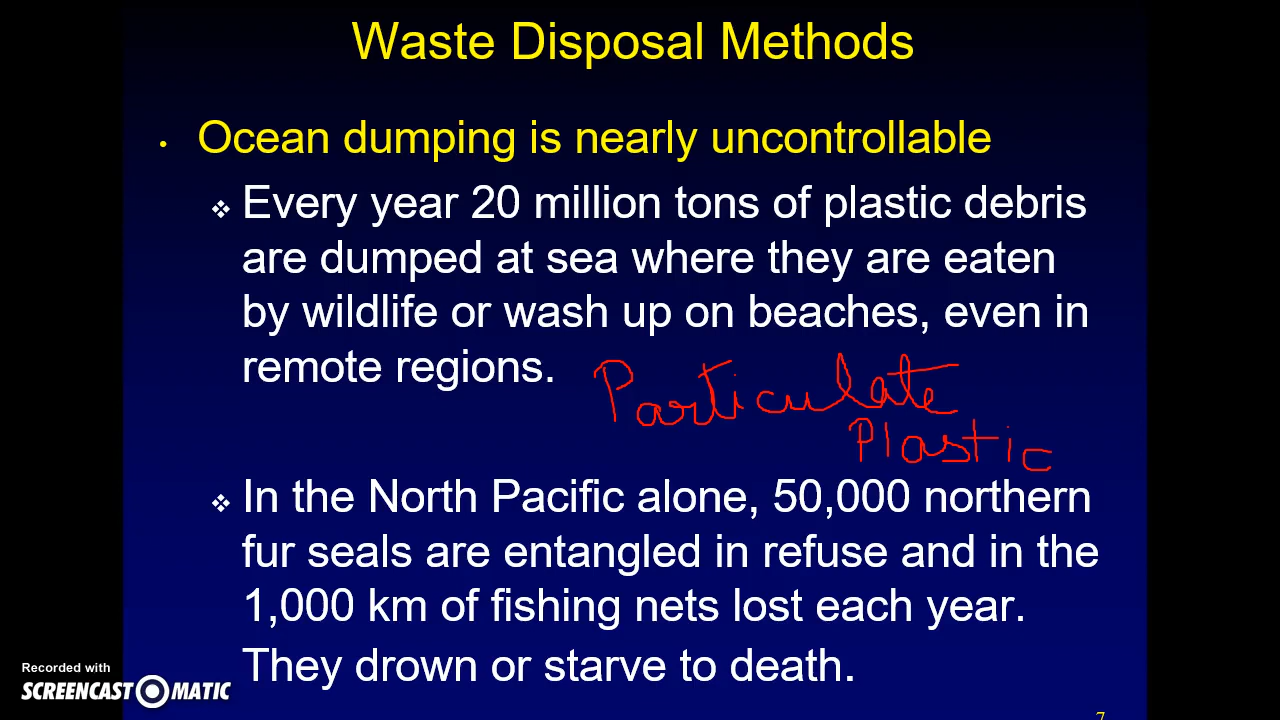 Waste Disposal Methods
• Ocean dumping is nearly uncontrollable
❖ Every year 20 million tons of plastic debris
are dumped at sea where they are eaten
by wildlife or wash up on beaches, even in
remote regions.
Particulate
Plastic
❖ In the North Pacific alone, 50,000 northern
fur seals are entangled in refuse and in the
1,000 km of fishing nets lost each year.
They drown or starve to death.
Recorded with
SCREENCAST-O-MATIC
7